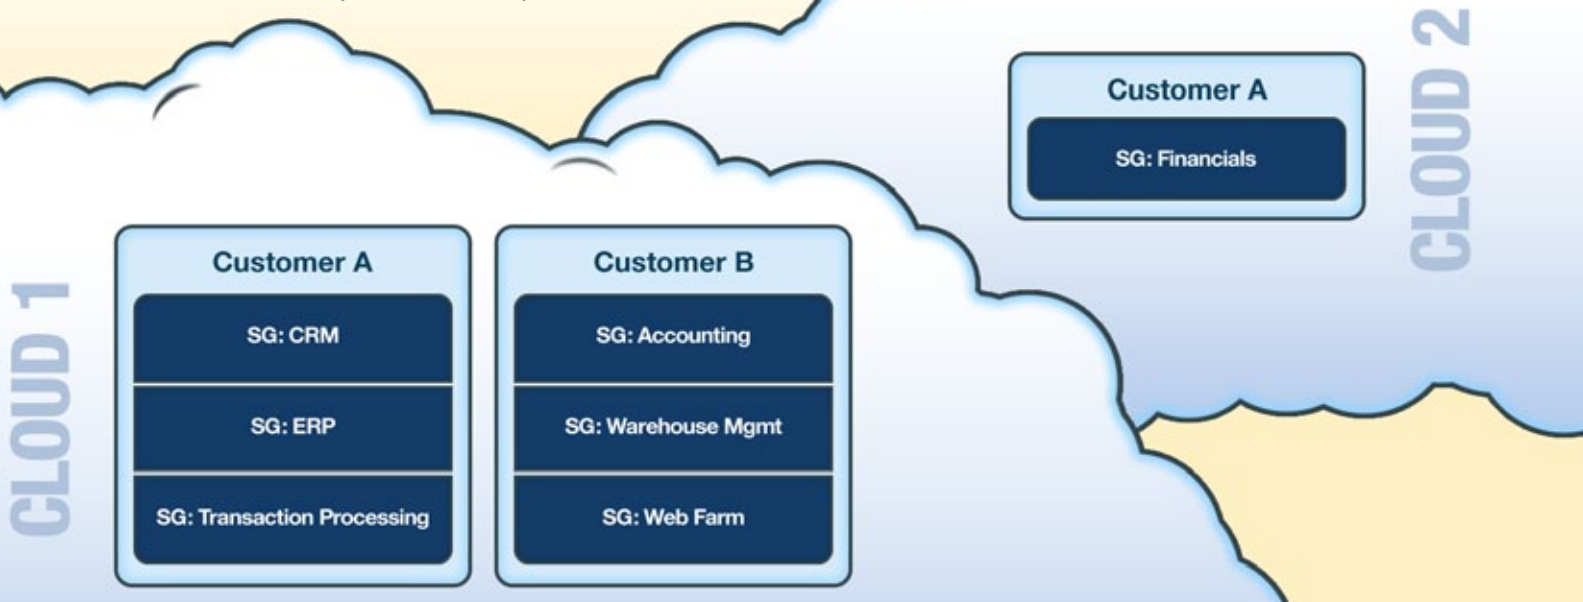 CLOUD 1
Customer A
SG: CRM
SG: ERP
SG: Transaction Processing
Customer B
SG: Accounting
SG: Warehouse Mgmt
SG: Web Farm
Customer A
SG: Financials
CLOUD 2